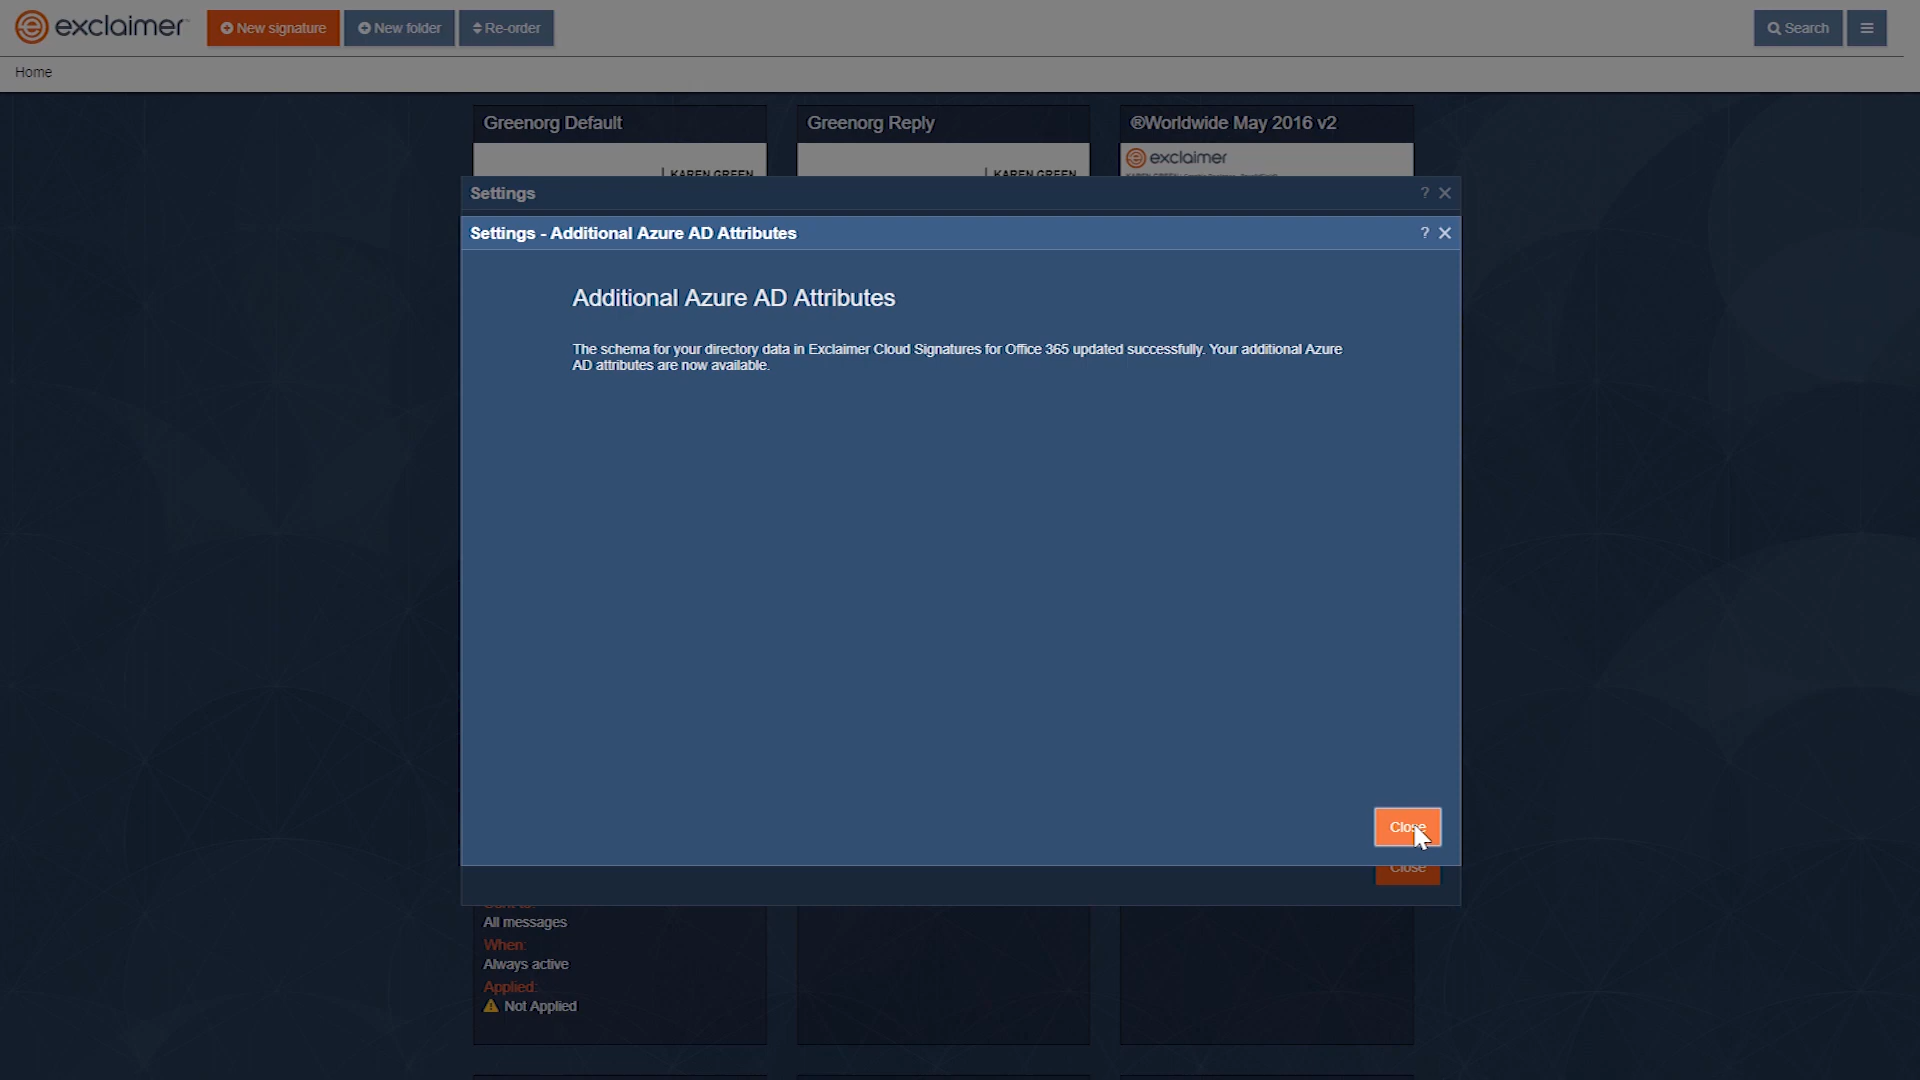 exclaimer
New signature
New folder
Re-order
Search
Home
Greenorg Default
Greenorg Reply
®Worldwide May 2016 v2
KAREN GREEN
KAREN GREEN
exclaimer
Settings
?
Settings - Additional Azure AD Attributes
?
Additional Azure AD Attributes
The schema for your directory data in Exclaimer Cloud Signatures for Office 365 updated successfully. Your additional Azure
AD attributes are now available.
Close
Close
All messages
When:
Always active
Applied:
Not Applied